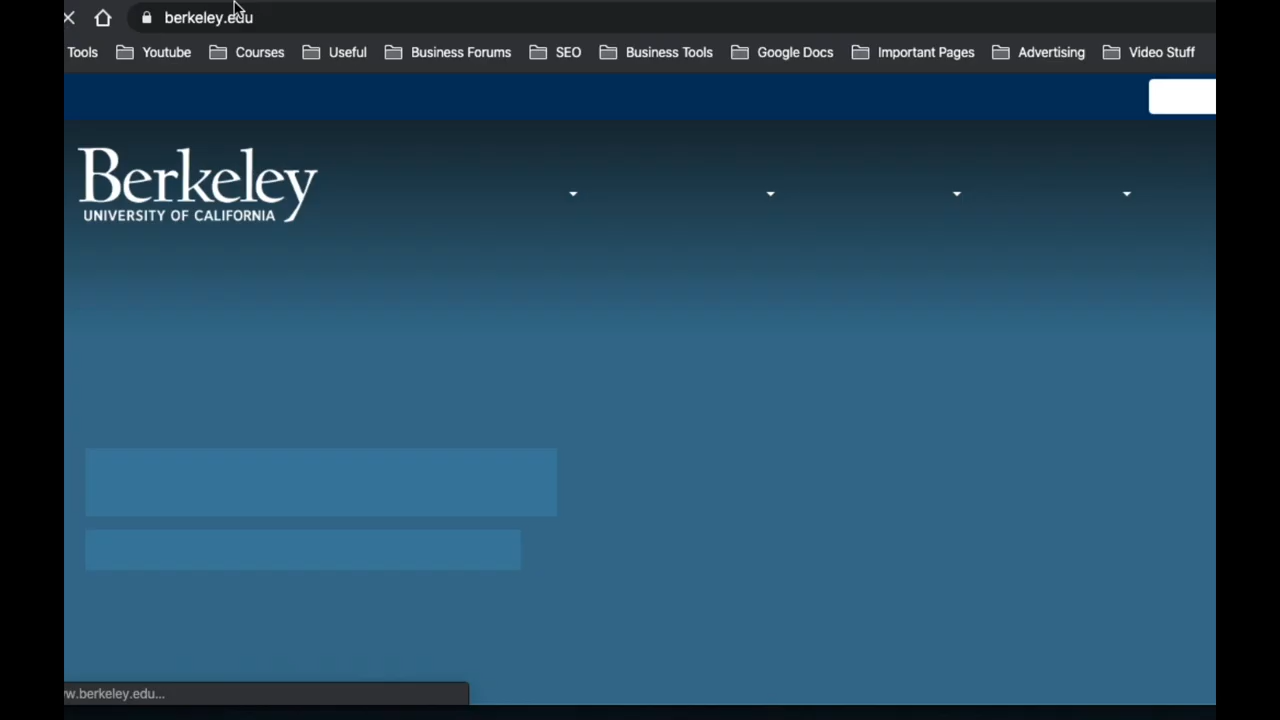 berkeley.edu
Tools Youtube Courses Useful Business Forums SEO Business Tools Google Docs Important Pages Advertising Video Stuff
Berkeley
UNIVERSITY OF CALIFORNIA
w.berkeley.edu...